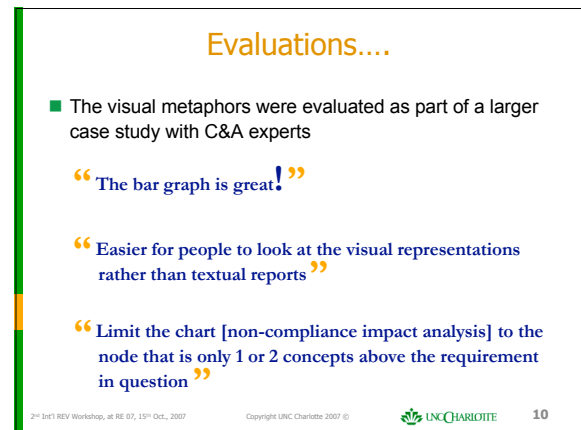 Evaluations....
The visual metaphors were evaluated as part of a larger
case study with C&A experts
“ The bar graph is great! ”
“ Easier for people to look at the visual representations
rather than textual reports ”
“ Limit the chart [non-compliance impact analysis] to the
node that is only 1 or 2 concepts above the requirement
in question ”
2nd Int'l REV Workshop, at RE 07, 15th Oct., 2007 Copyright UNC Charlotte 2007 © UNC CHARLOTTE 10